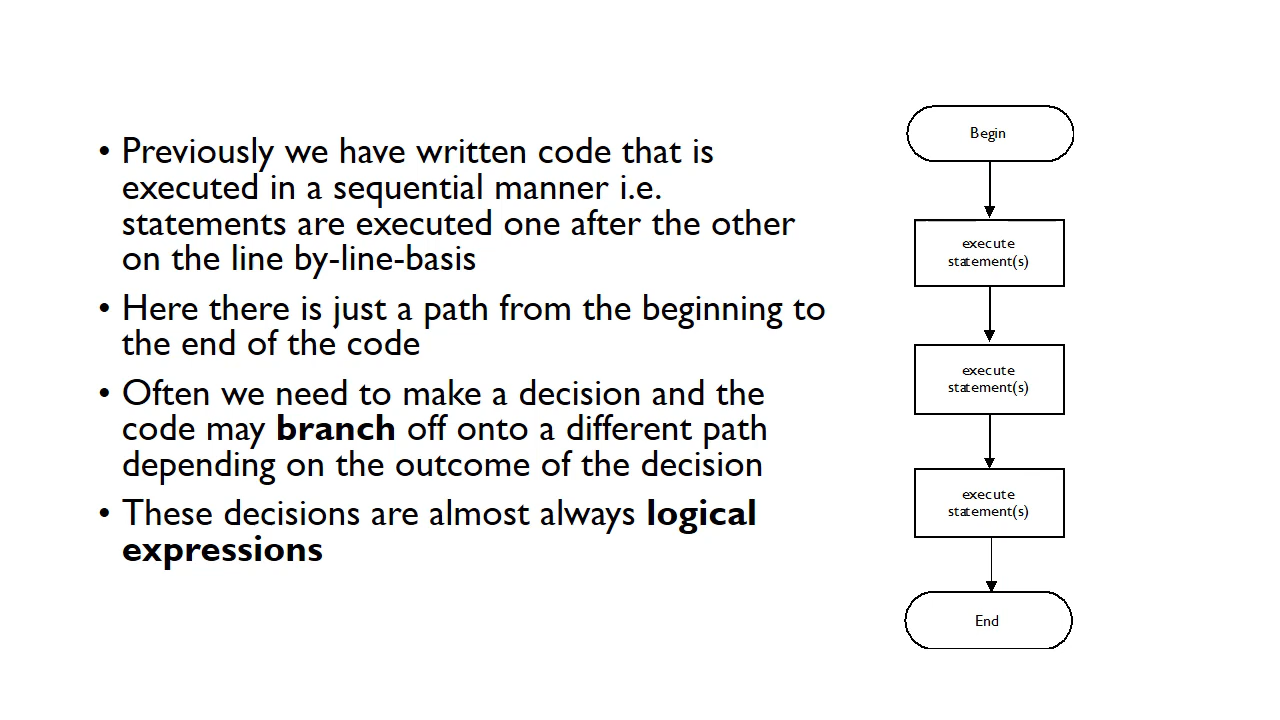 • Previously we have written code that is
executed in a sequential manner i.e.
statements are executed one after the other
on the line by-line-basis
• Here there is just a path from the beginning to
the end of the code
• Often we need to make a decision and the
code may branch off onto a different path
depending on the outcome of the decision
• These decisions are almost always logical
expressions
Begin
execute
statement(s)
execute
statement(s)
execute
statement(s)
End